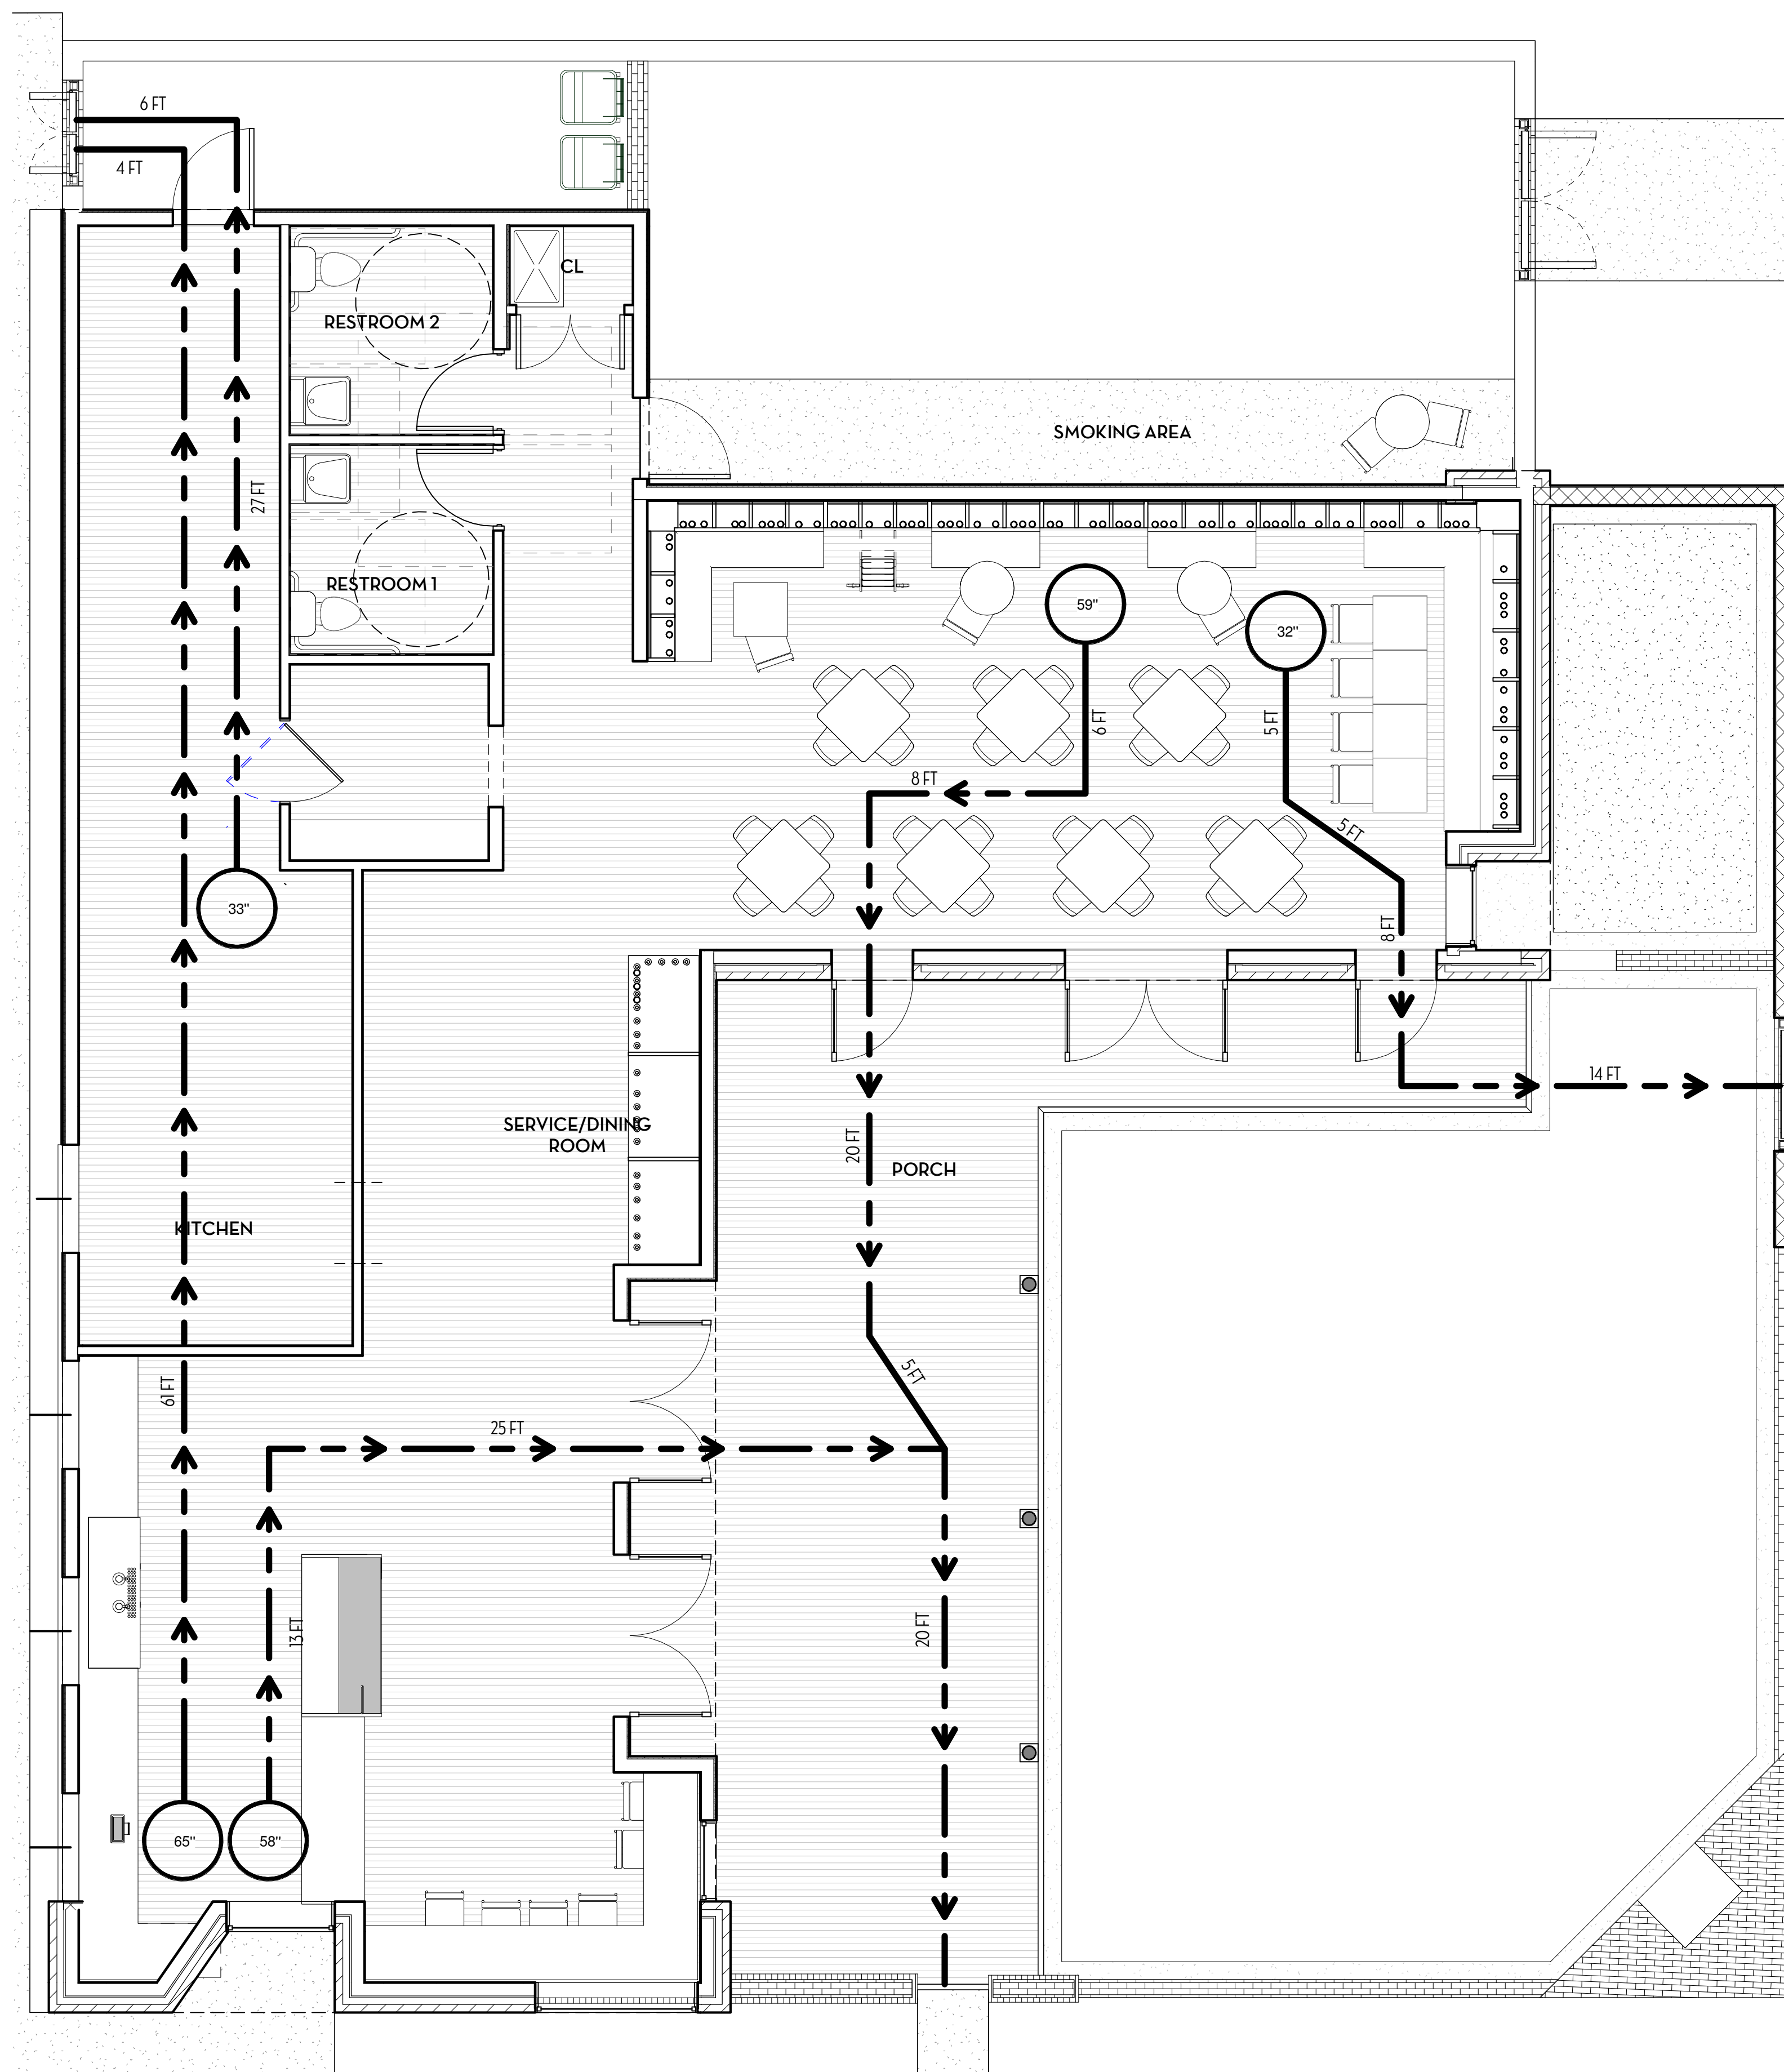 6 FT
4 FT
CL
RESTROOM 2
SMOKING AREA
27 FT
RESTROOM 1
59"
32"
6 FT
5 FT
8 FT
5 FT
33"
8 FT
14 FT
SERVICE/DINING
ROOM
20 FT
PORCH
KITCHEN
5 FT
61 FT
25 FT
13 FT
20 FT
65"
58"